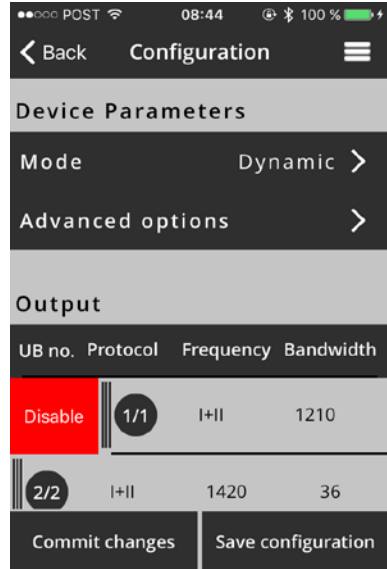 POST 08:44 100 %
Back Configuration
Device Parameters
Mode Dynamic
Advanced options
Output
UB no. Protocol Frequency Bandwidth
Disable 1/1 I+II 1210
2/2 I+II 1420 36
Commit changes Save configuration